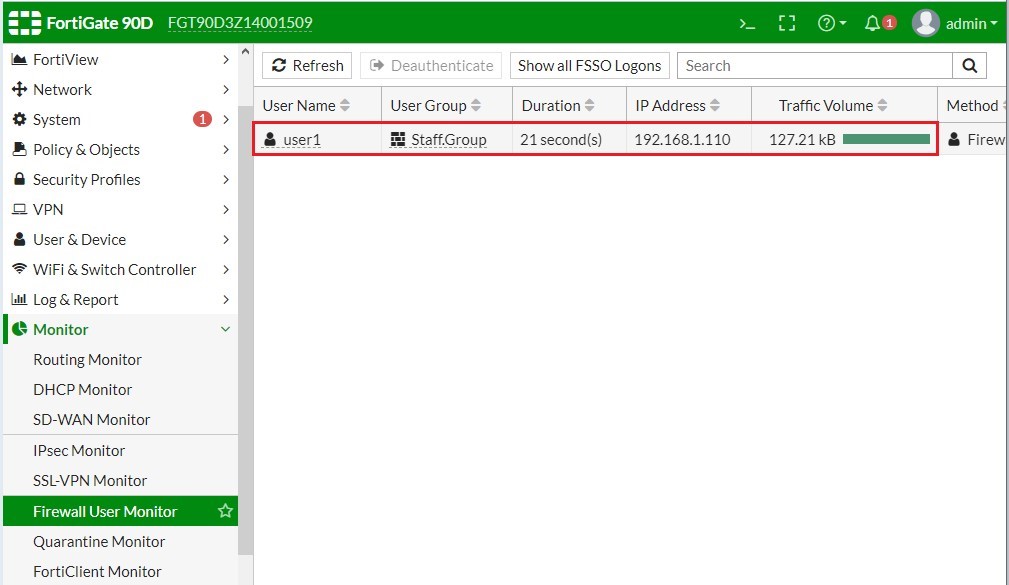 FortiGate 90D FGT90D3Z14001509 >_ 1 admin
FortiView
Network
System 1
Policy & Objects
Security Profiles
VPN
User & Device
WiFi & Switch Controller
Log & Report
Monitor
Routing Monitor
DHCP Monitor
SD-WAN Monitor
IPsec Monitor
SSL-VPN Monitor
Firewall User Monitor
Quarantine Monitor
FortiClient Monitor
Refresh Deauthenticate Show all FSSO Logons Search
User Name User Group Duration IP Address Traffic Volume Method
user1 Staff.Group 21 second(s) 192.168.1.110 127.21 kB Firew